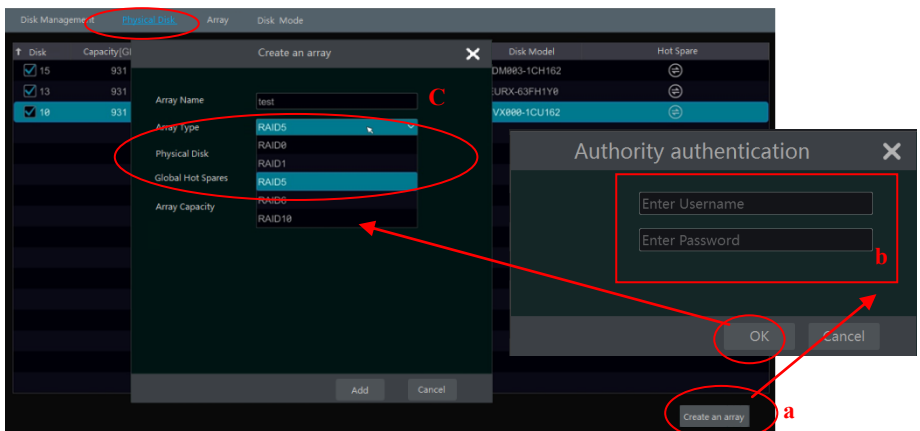 Disk Management Physical Disk Array Disk Mode
↑ Disk Capacity[GB Create an array Disk Model Hot Spare
15 931 DM003-1CH162
13 931 EURX-63FH1Y0
10 931 VX000-1CU162
Array Name test C
Array Type RAID5
Physical Disk RAID0
RAID1
Global Hot Spares RAID5
Array Capacity RAID6
RAID10
Add Cancel
Authority authentication
Enter Username
Enter Password
b
OK Cancel
Create an array a